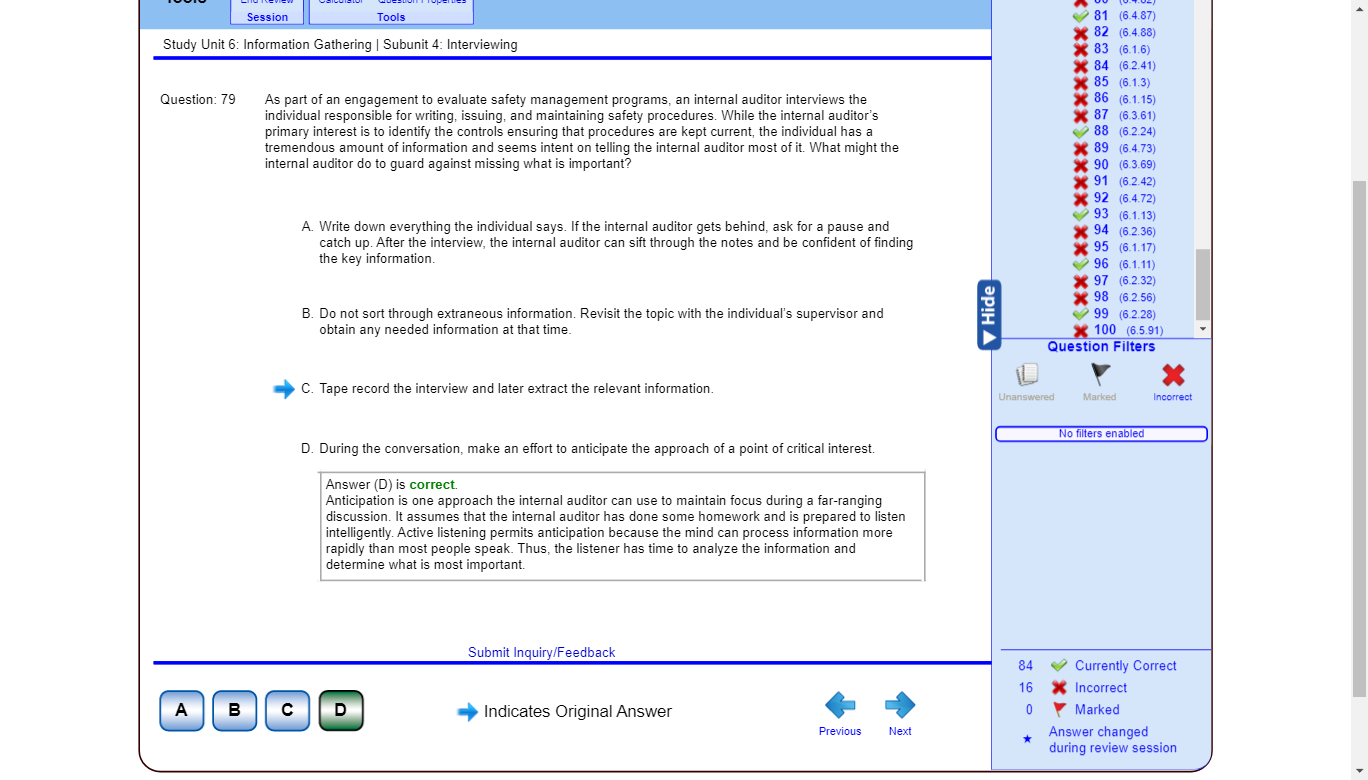 Session
Tools
Study Unit 6: Information Gathering | Subunit 4: Interviewing
Question: 79
As part of an engagement to evaluate safety management programs, an internal auditor interviews the
individual responsible for writing, issuing, and maintaining safety procedures. While the internal auditor's
primary interest is to identify the controls ensuring that procedures are kept current, the individual has a
tremendous amount of information and seems intent on telling the internal auditor most of it. What might the
internal auditor do to guard against missing what is important?
A. Write down everything the individual says. If the internal auditor gets behind, ask for a pause and
catch up. After the interview, the internal auditor can sift through the notes and be confident of finding
the key information.
B. Do not sort through extraneous information. Revisit the topic with the individual's supervisor and
obtain any needed information at that time.
C. Tape record the interview and later extract the relevant information.
D. During the conversation, make an effort to anticipate the approach of a point of critical interest.
Answer (D) is correct.
Anticipation is one approach the internal auditor can use to maintain focus during a far-ranging
discussion. It assumes that the internal auditor has done some homework and is prepared to listen
intelligently. Active listening permits anticipation because the mind can process information more
rapidly than most people speak. Thus, the listener has time to analyze the information and
determine what is most important.
Submit Inquiry/Feedback
A B C D
Indicates Original Answer
Previous
Next
Hide
81 (6.4.87)
82 (6.4.88)
83 (6.1.6)
84 (6.2.41)
85 (6.1.3)
86 (6.1.15)
87 (6.3.61)
88 (6.2.24)
89 (6.4.73)
90 (6.3.69)
91 (6.2.42)
92 (6.4.72)
93 (6.1.13)
94 (6.2.36)
95 (6.1.17)
96 (6.1.11)
97 (6.2.32)
98 (6.2.56)
99 (6.2.28)
100 (6.5.91)
Question Filters
Unanswered
Marked
Incorrect
No filters enabled
84 Currently Correct
16 Incorrect
0 Marked
Answer changed
during review session